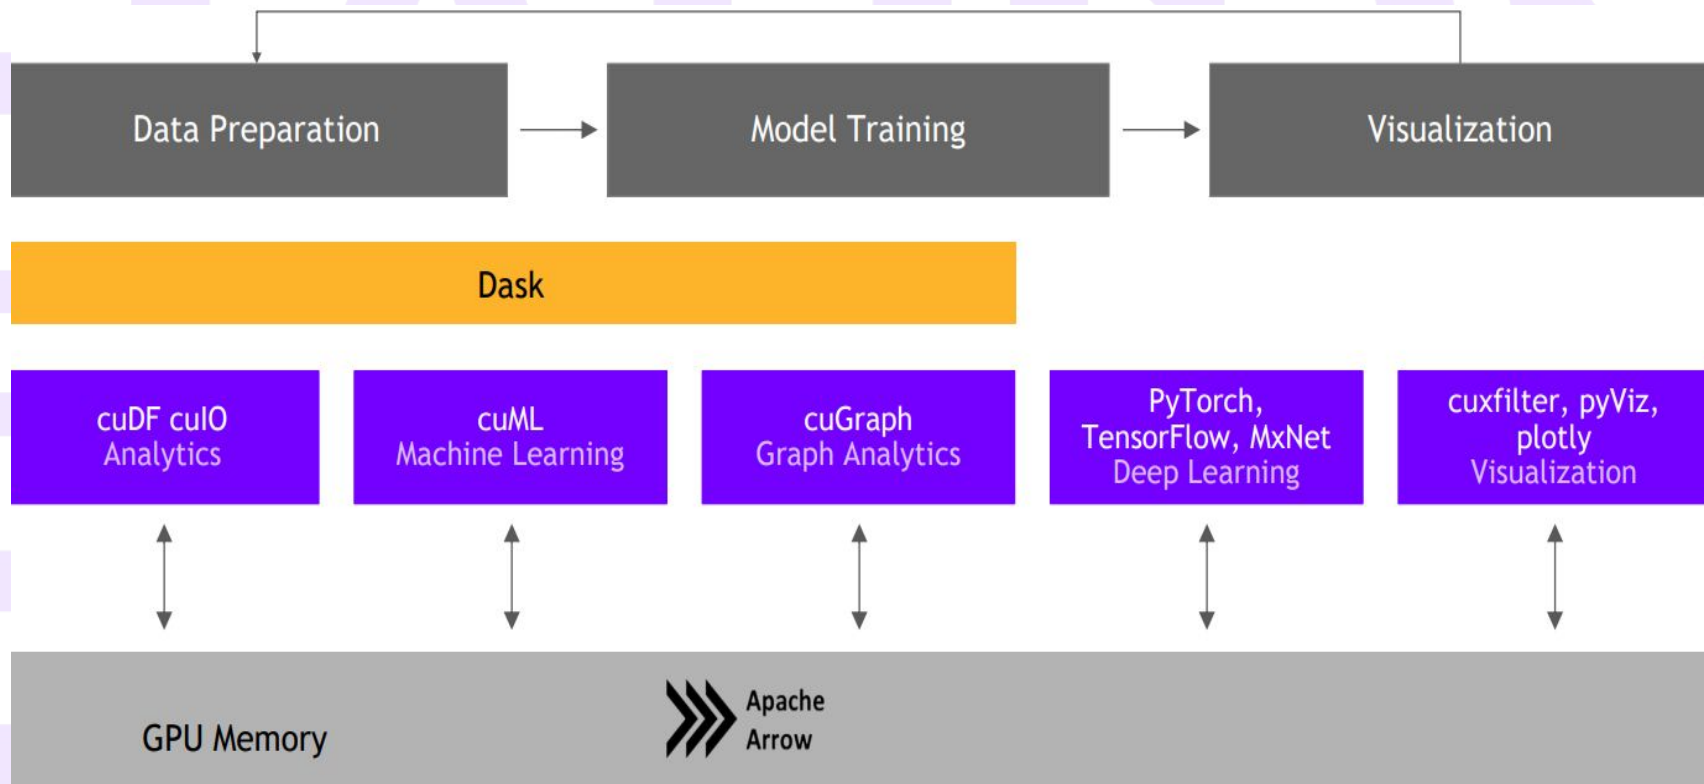 Data Preparation
Model Training
Visualization
Dask
cuDF cuIO
Analytics
cuML
Machine Learning
cuGraph
Graph Analytics
PyTorch,
TensorFlow, MxNet
Deep Learning
cuxfilter, pyViz,
plotly
Visualization
GPU Memory
Apache
Arrow